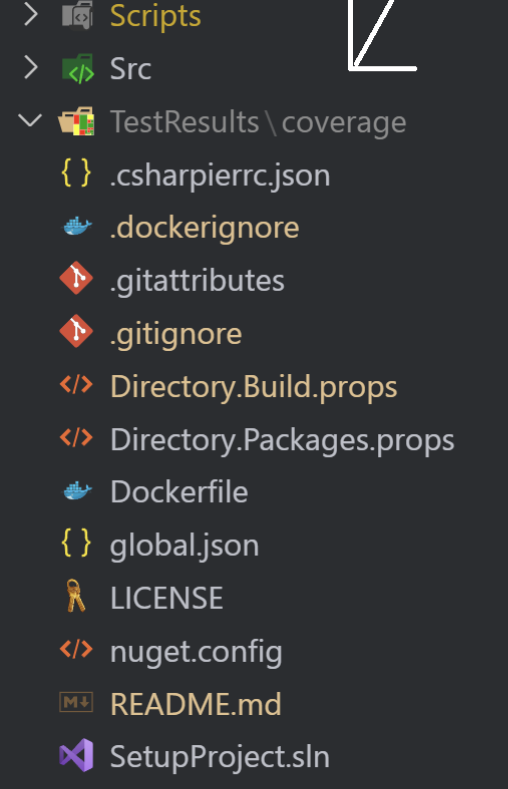 Scripts
Src
TestResults\coverage
.csharpierrc.json
.dockerignore
.gitattributes
.gitignore
Directory.Build.props
Directory.Packages.props
Dockerfile
global.json
LICENSE
nuget.config
README.md
SetupProject.sln